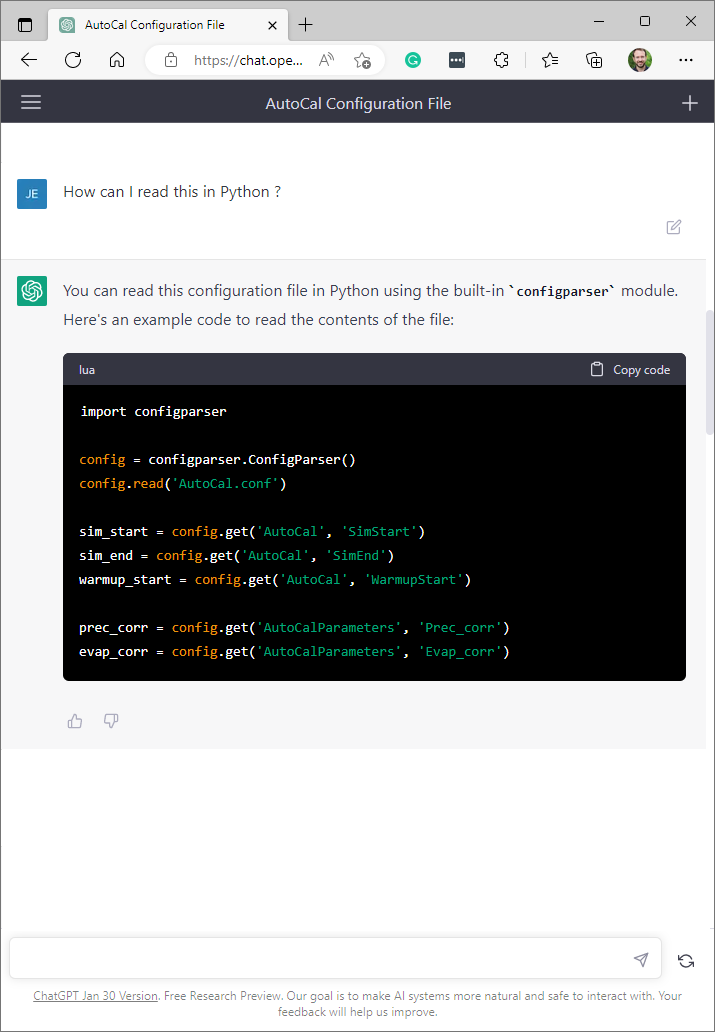 AutoCal Configuration File
https://chat.ope...
AutoCal Configuration File
JE
How can I read this in Python ?
You can read this configuration file in Python using the built-in `configparser` module.
Here's an example code to read the contents of the file:
lua
Copy code
import configparser
config = configparser.ConfigParser()
config.read('AutoCal.conf')
sim_start = config.get('AutoCal', 'SimStart')
sim_end = config.get('AutoCal', 'SimEnd')
warmup_start = config.get('AutoCal', 'WarmupStart')
prec_corr = config.get('AutoCalParameters', 'Prec_corr')
evap_corr = config.get('AutoCalParameters', 'Evap_corr')
ChatGPT Jan 30 Version. Free Research Preview. Our goal is to make AI systems more natural and safe to interact with. Your
feedback will help us improve.